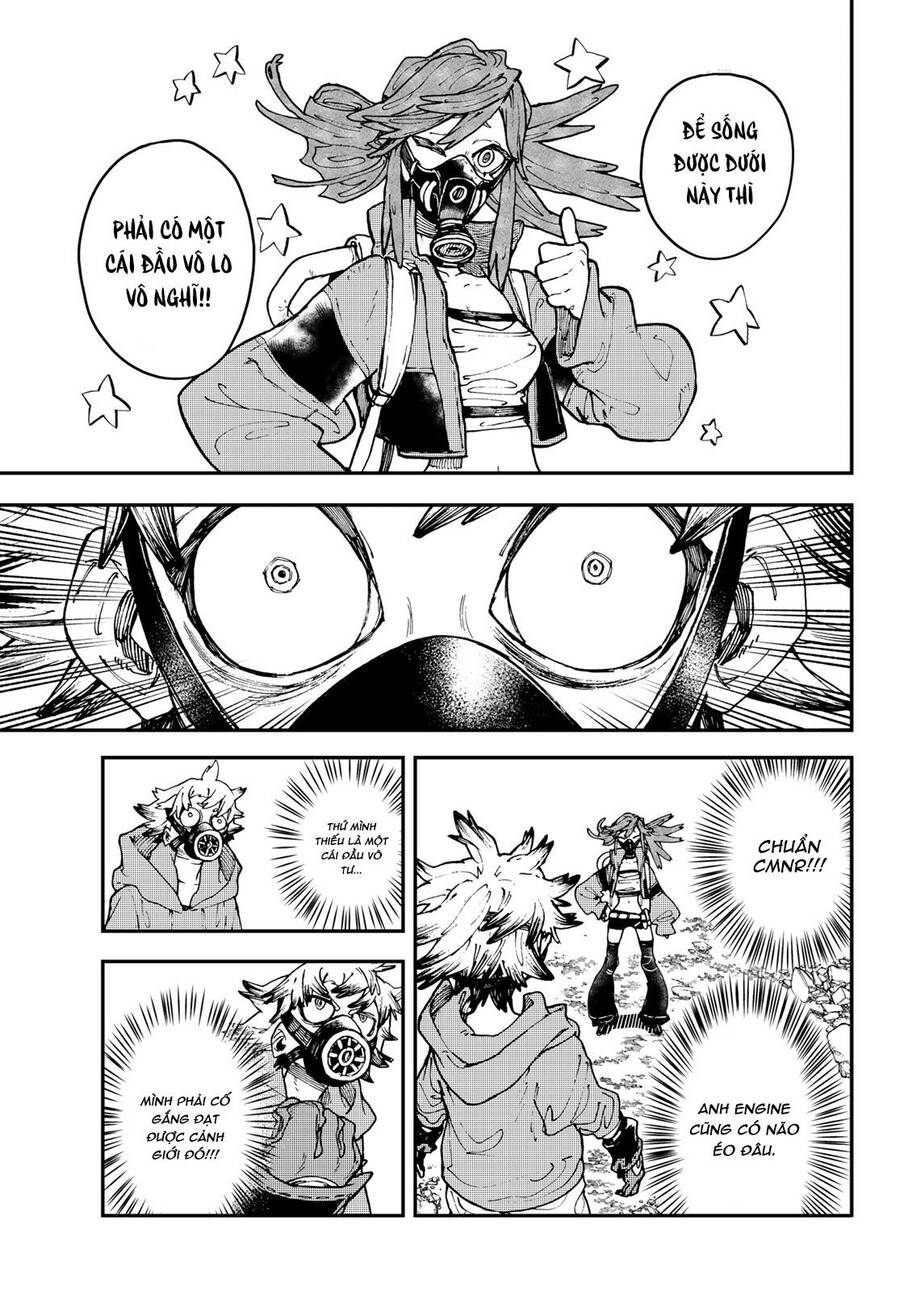 ĐỂ SỐNG
ĐƯỢC DƯỚI
NÀY THÌ
PHẢI CÓ MỘT
CÁI ĐẦU VÔ LO
VÔ NGHĨ!!
CHUẨN
CMNR!!!
ANH ENGINE
CŨNG CÓ NÃO
ÉO ĐÂU.
THỨ MÌNH
THIẾU LÀ MỘT
CÁI ĐẦU VÔ
TƯ...
MÌNH PHẢI CỐ
GẮNG ĐẠT
ĐƯỢC CẢNH
GIỚI ĐÓ!!!